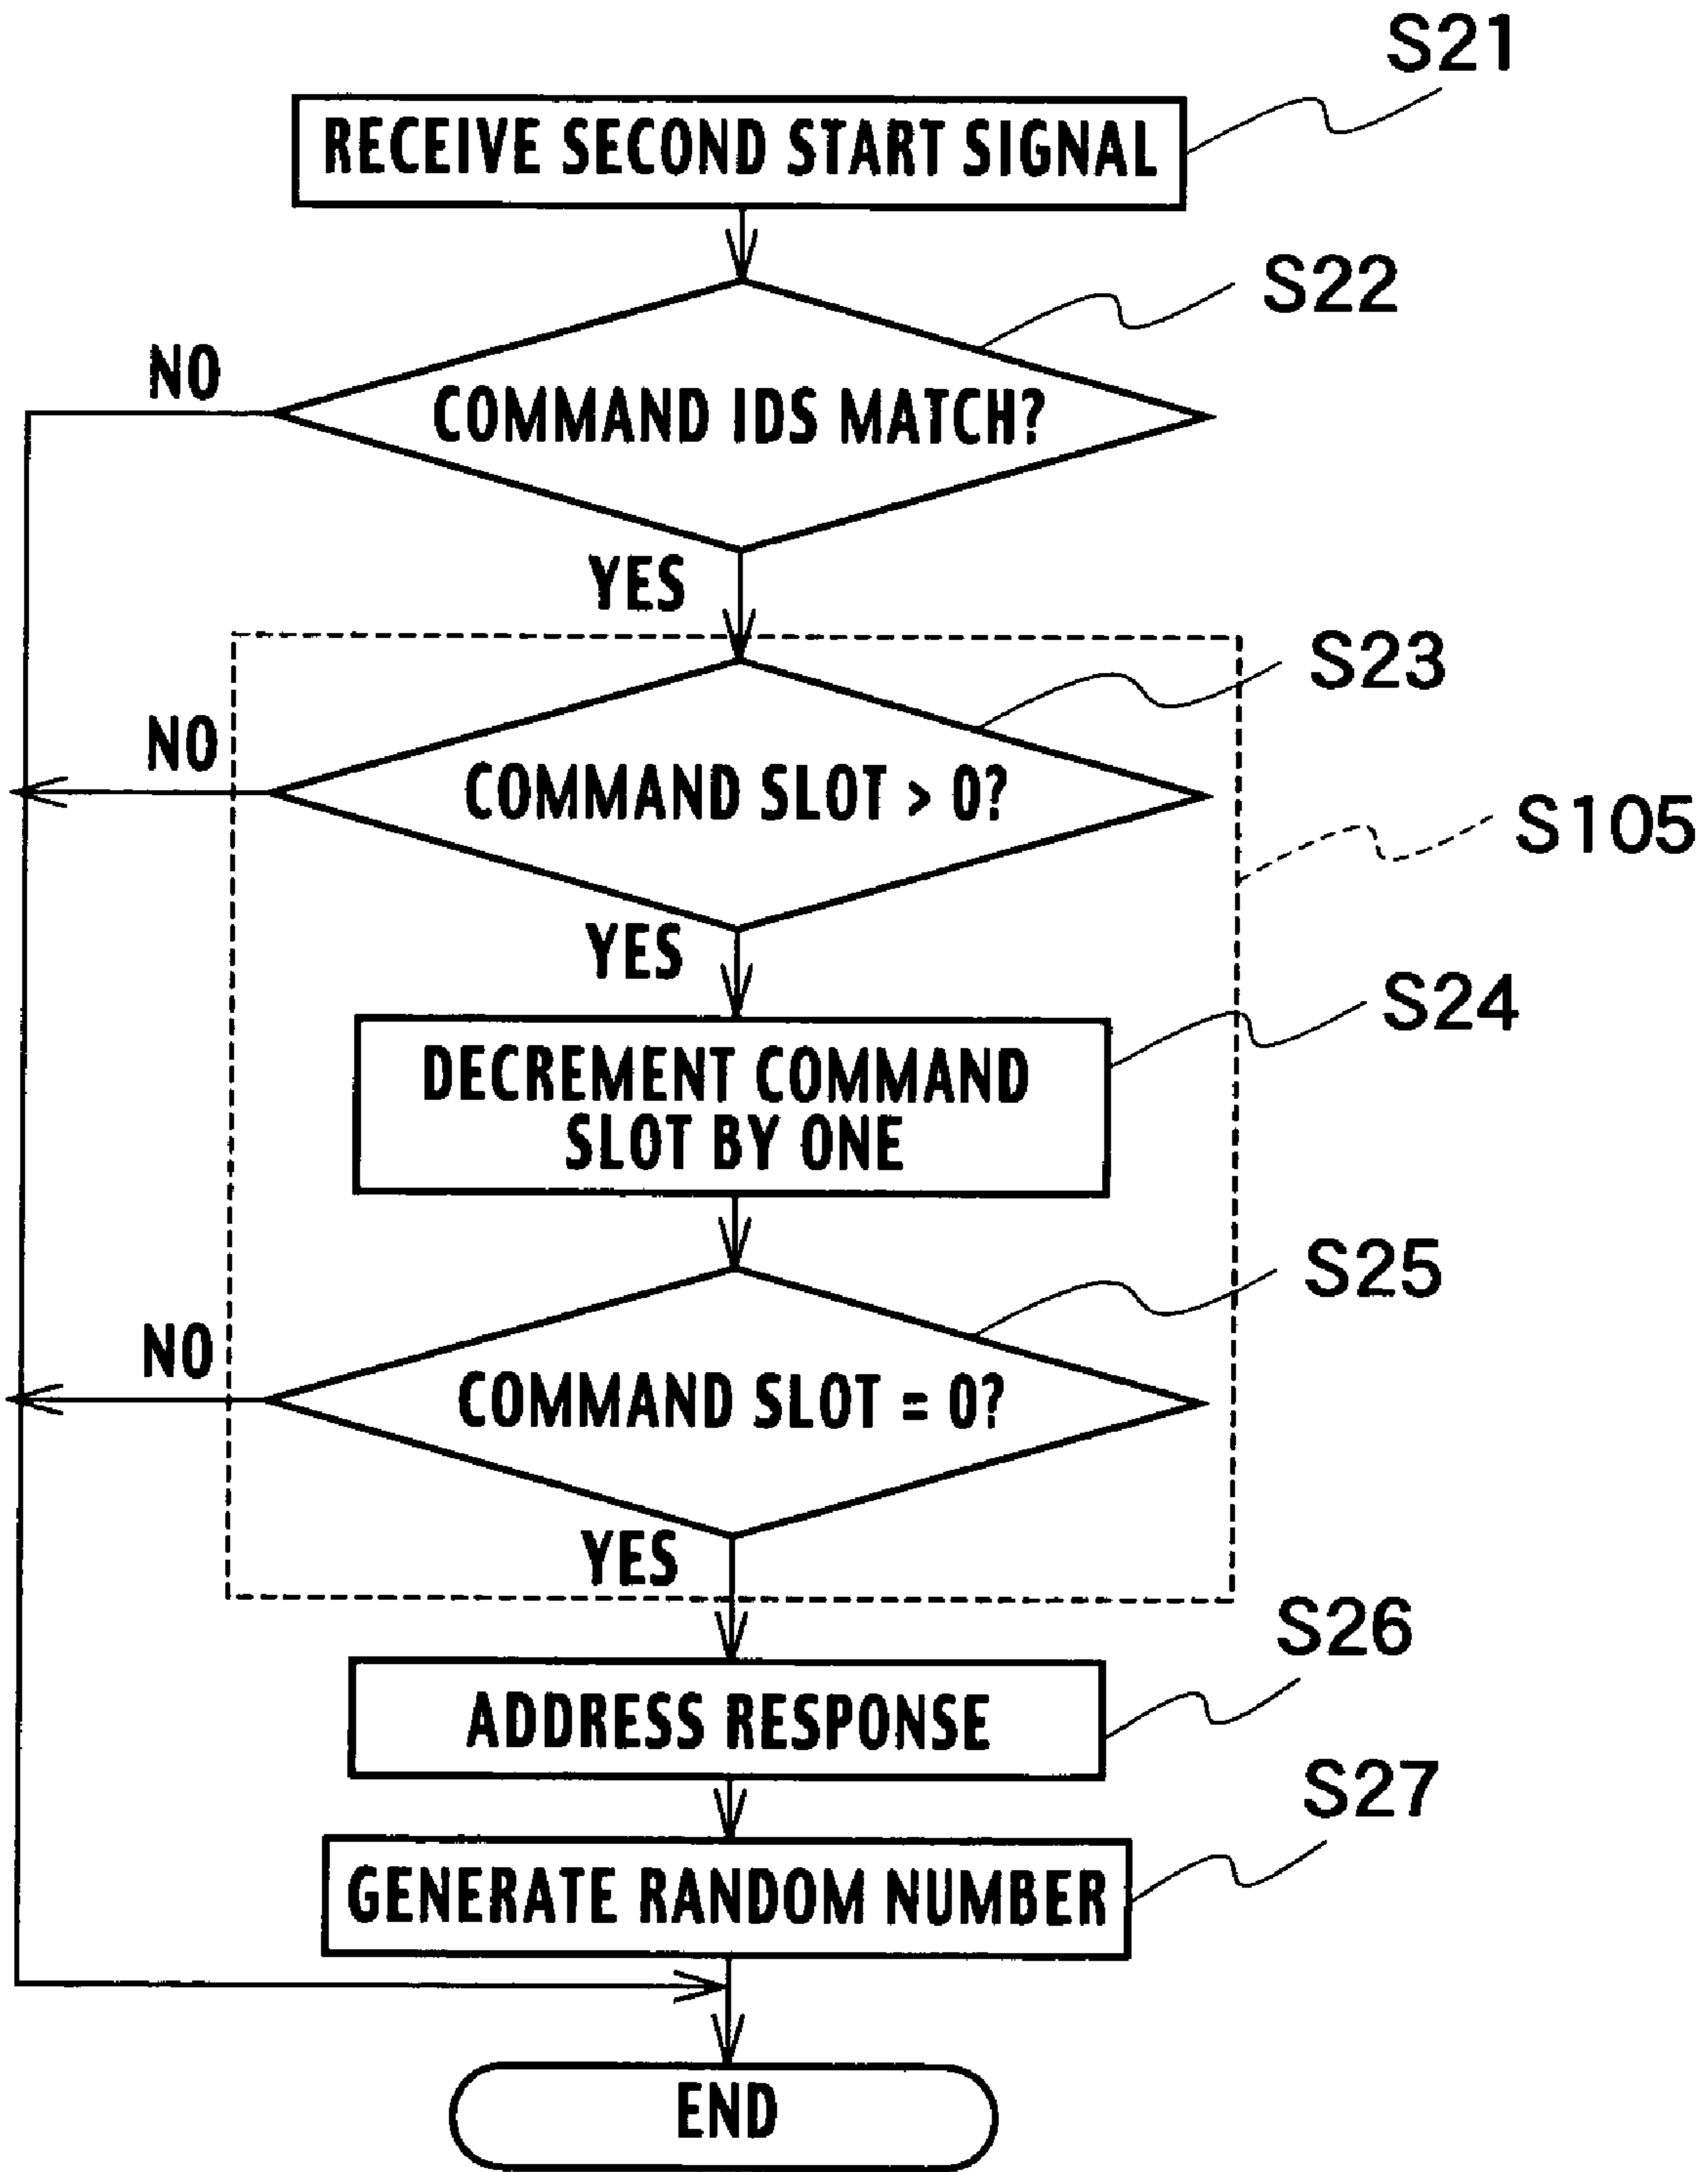 S21
RECEIVE SECOND START SIGNAL
S22
NO
COMMAND IDS MATCH?
YES
S23
NO
COMMAND SLOT > 0?
S105
YES
S24
DECREMENT COMMAND
SLOT BY ONE
S25
NO
COMMAND SLOT = 0?
YES
S26
ADDRESS RESPONSE
S27
GENERATE RANDOM NUMBER
END